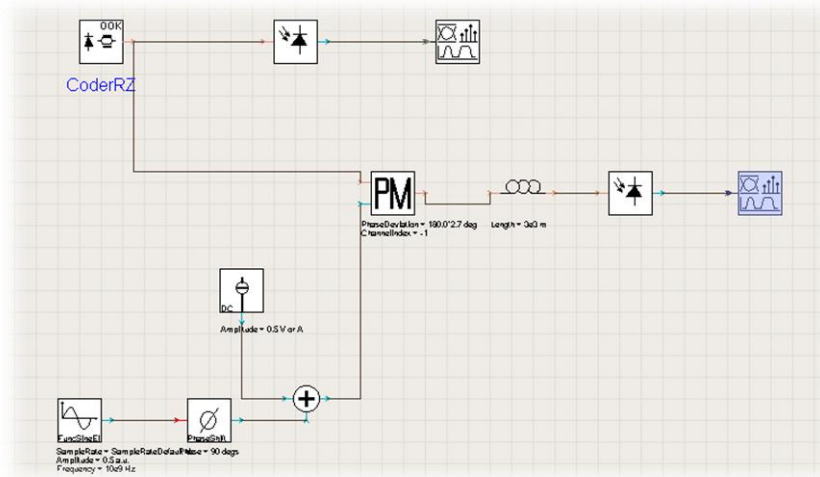 OOK
CoderRZ
PM
PhaseDeviation = 180.0*2.7 deg
ChannelIndex = -1
Length = 3e3 m
DC
Amplitude = 0.5 V or A
FuncSineEl
PhaseShift
SampleRate = SampleRateDefault
Phase = 90 degs
Amplitude = 0.5 a.u.
Frequency = 10e9 Hz